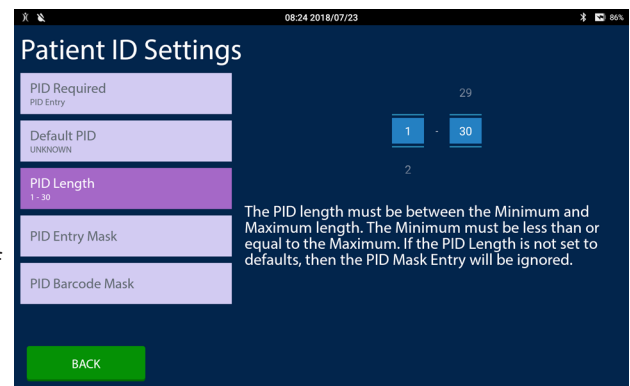 08:24 2018/07/23
86%
Patient ID Settings
PID Required
PID Entry
Default PID
UNKNOWN
PID Length
1 - 30
PID Entry Mask
PID Barcode Mask
BACK
29
1 - 30
2
The PID length must be between the Minimum and
Maximum length. The Minimum must be less than or
equal to the Maximum. If the PID Length is not set to
defaults, then the PID Mask Entry will be ignored.